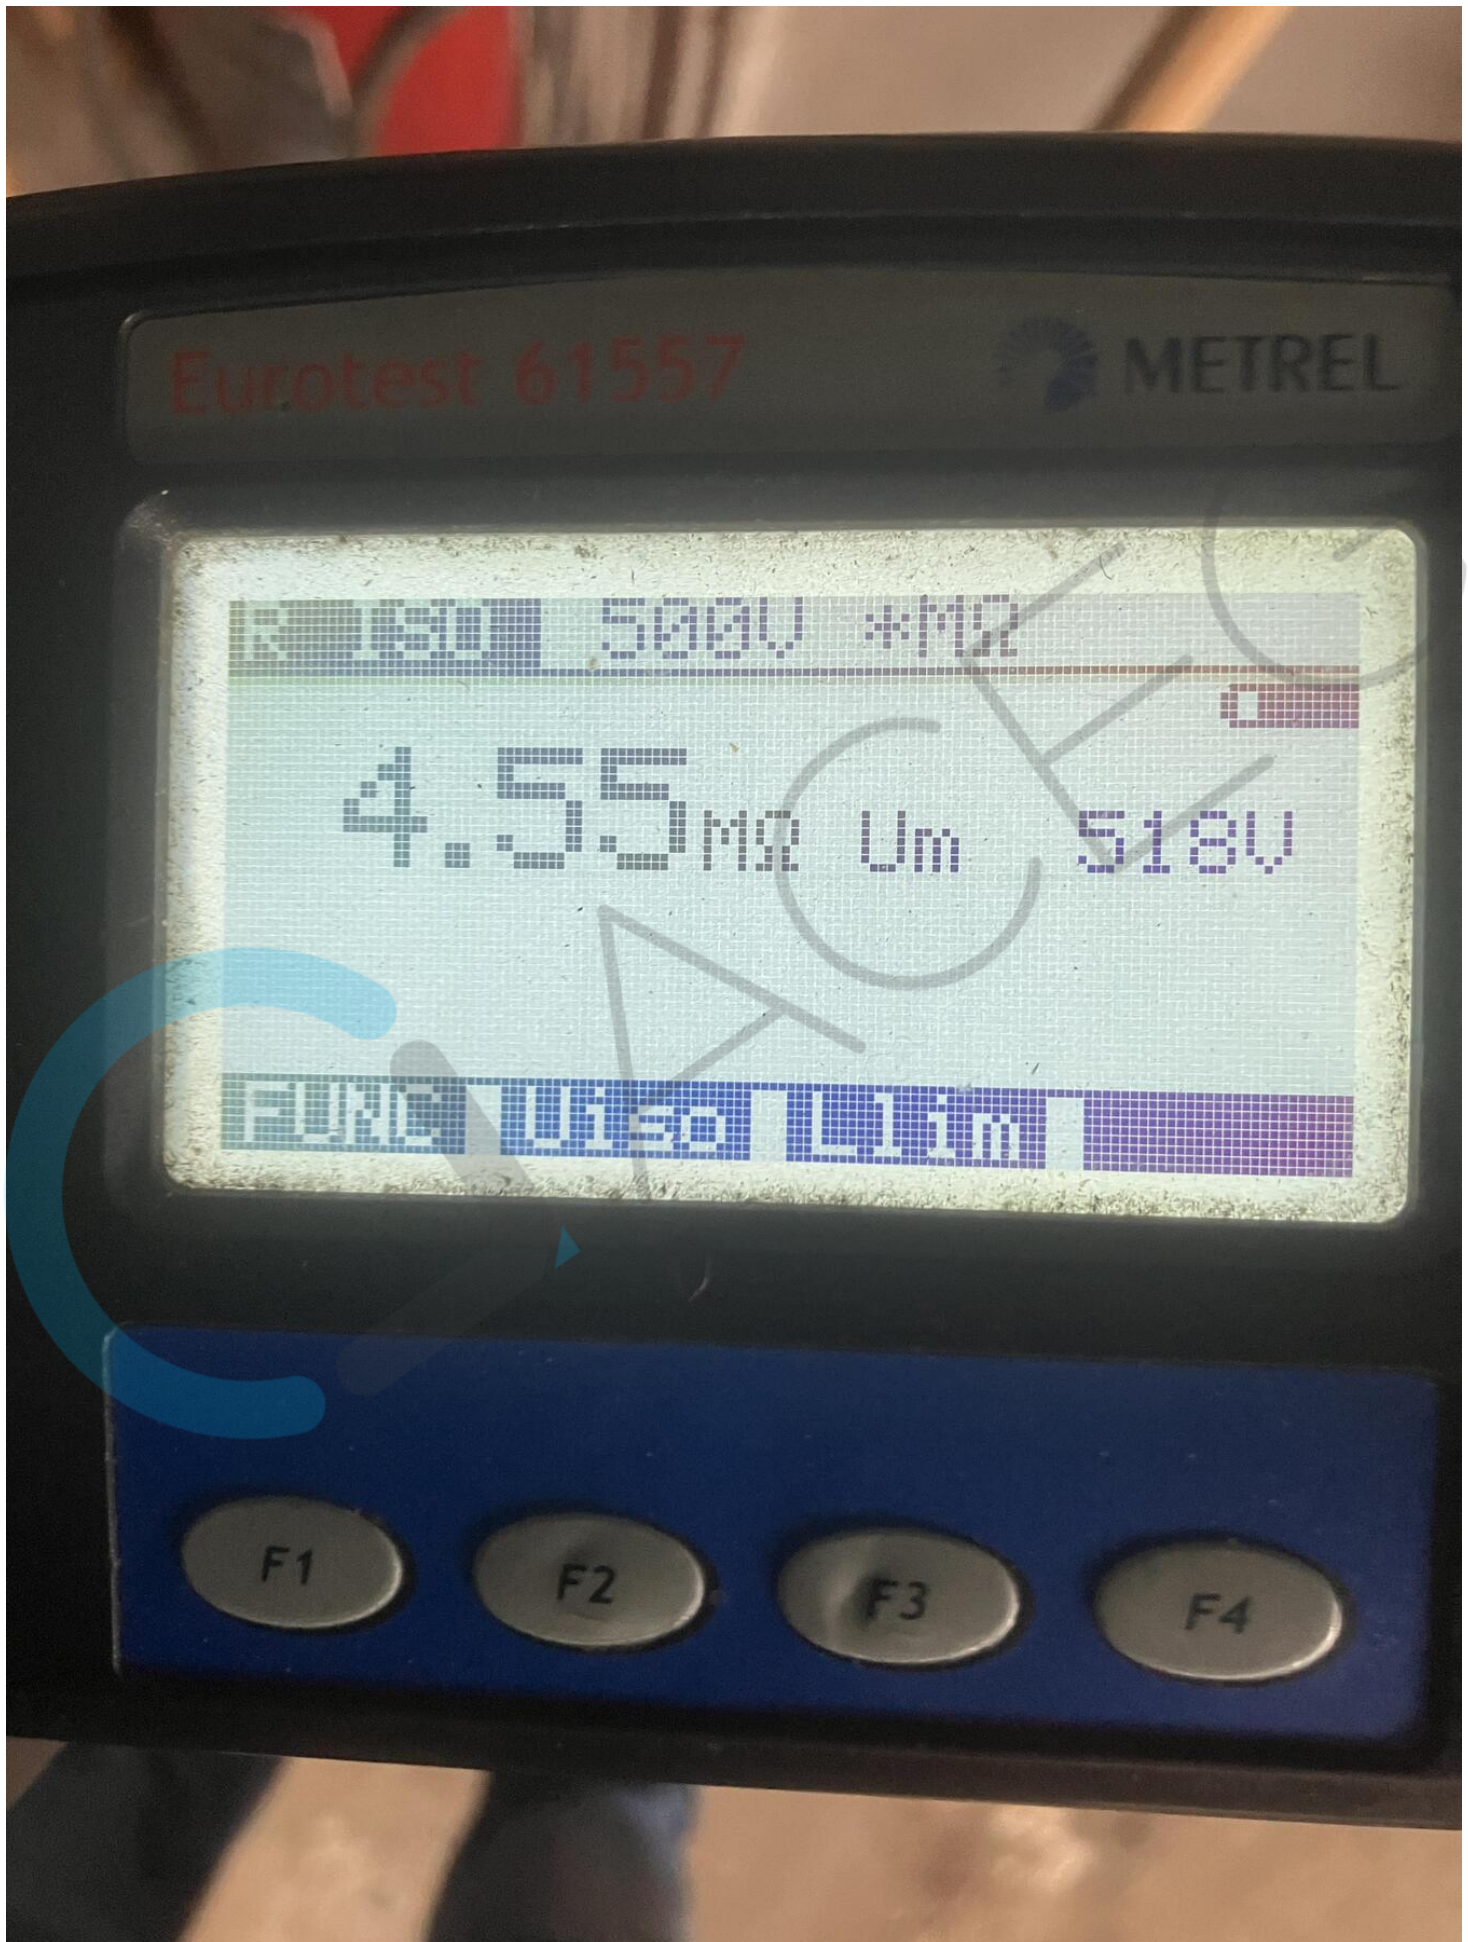 Eurotest 61557 METREL
R ISO 500V *MΩ
4.55MΩ Um 518V
FUNC Uiso Llim
F1 F2 F3 F4